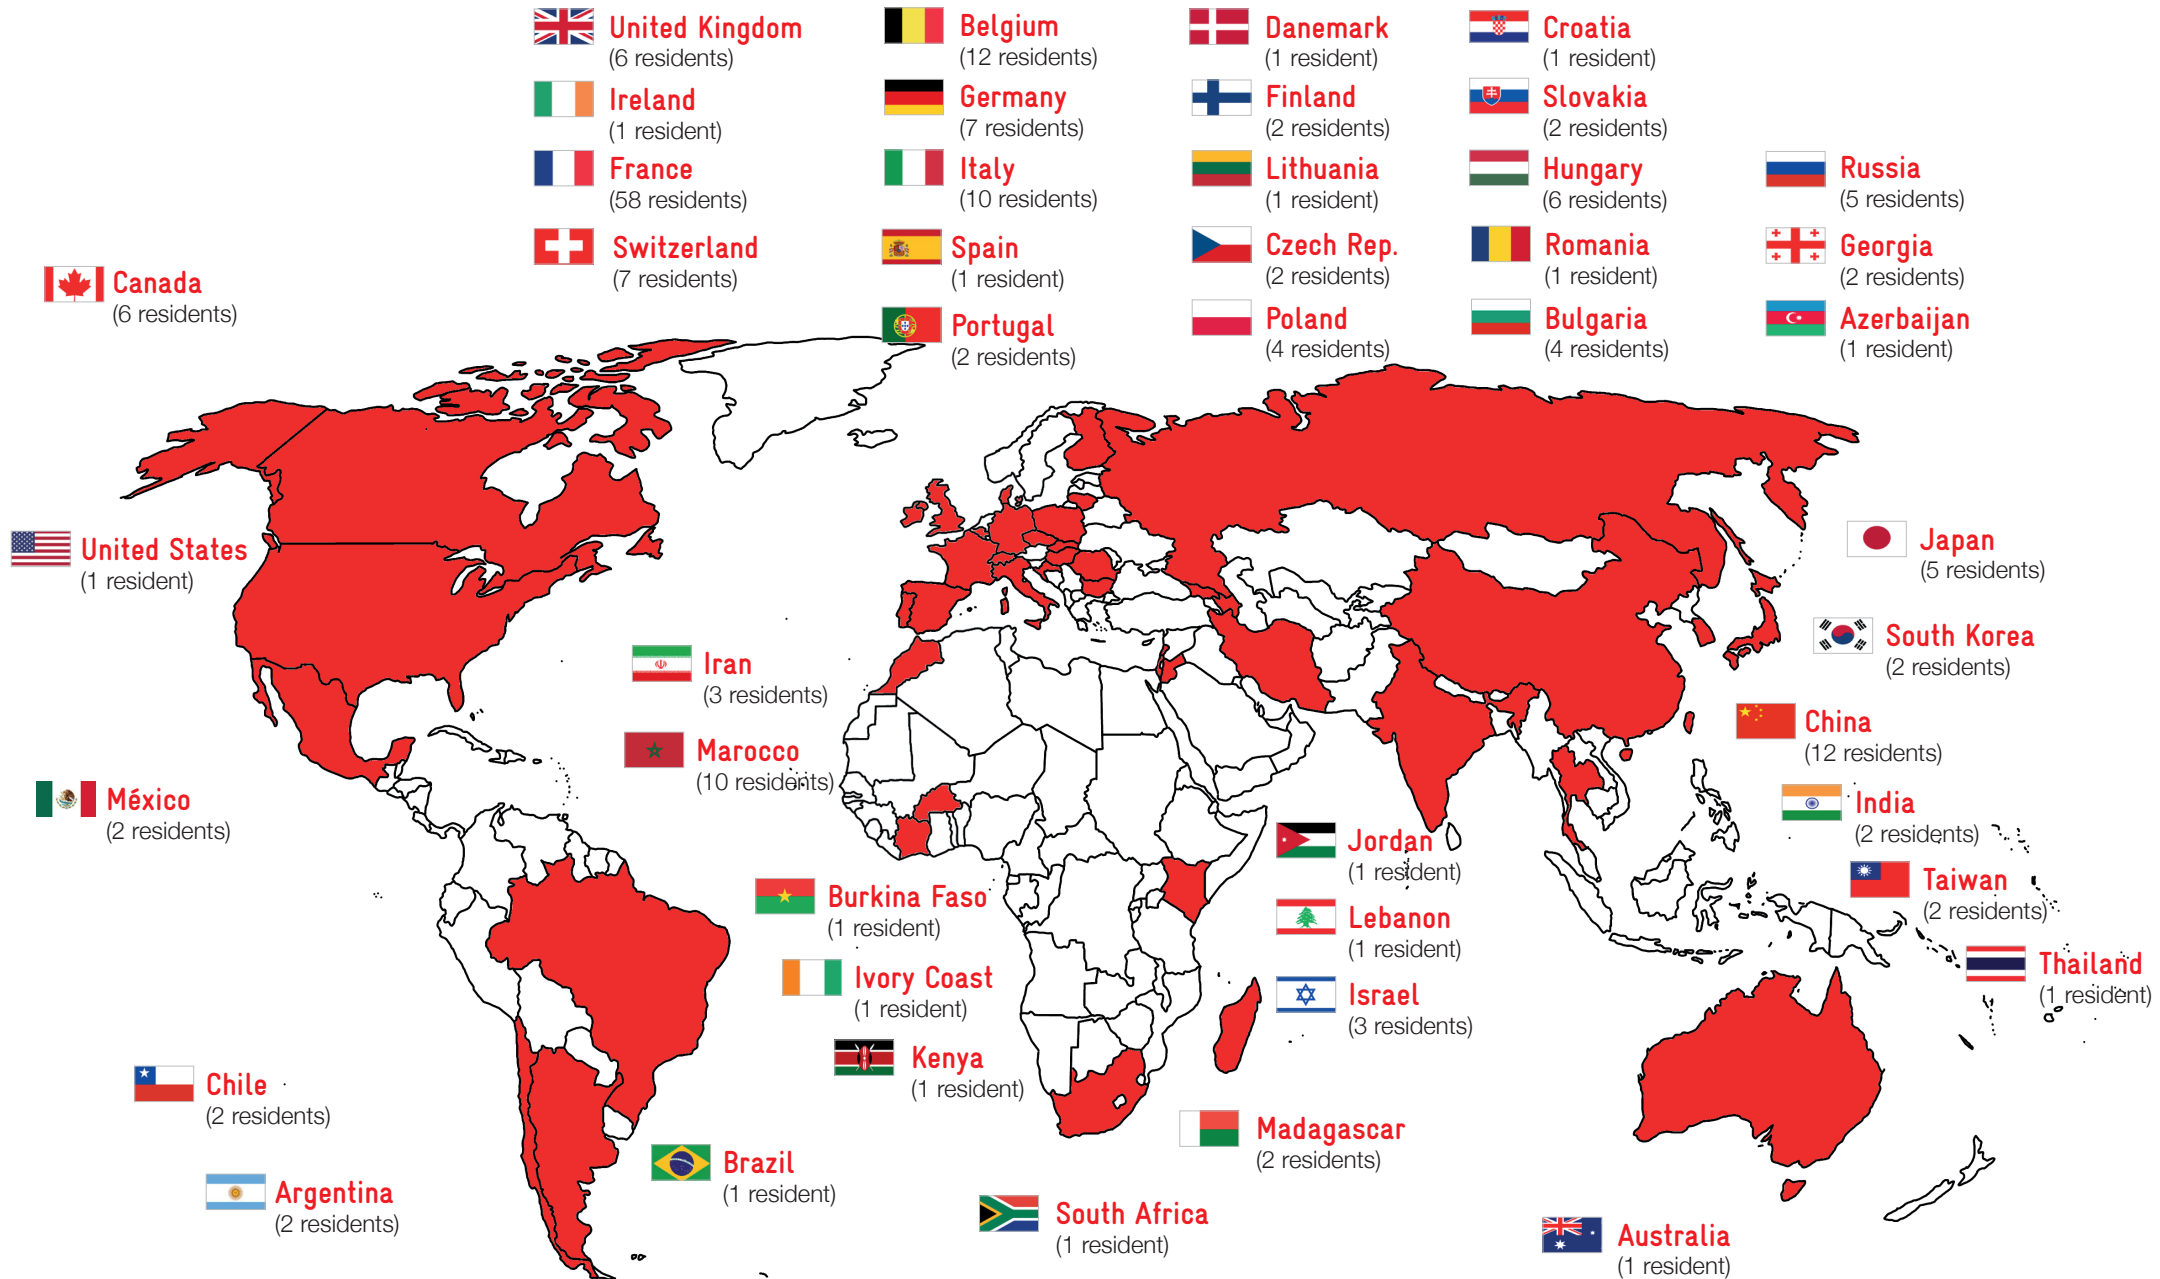 United Kingdom
(6 residents)
Ireland
(1 resident)
France
(58 residents)
Switzerland
(7 residents)
Belgium
(12 residents)
Germany
(7 residents)
Italy
(10 residents)
Spain
(1 resident)
Portugal
(2 residents)
Danemark
(1 resident)
Finland
(2 residents)
Lithuania
(1 resident)
Czech Rep.
(2 residents)
Poland
(4 residents)
Croatia
(1 resident)
Slovakia
(2 residents)
Hungary
(6 residents)
Romania
(1 resident)
Bulgaria
(4 residents)
Russia
(5 residents)
Georgia
(2 residents)
Azerbaijan
(1 resident)
Canada
(6 residents)
United States
(1 resident)
México
(2 residents)
Chile
(2 residents)
Argentina
(2 residents)
Brazil
(1 resident)
Iran
(3 residents)
Marocco
(10 residents)
Burkina Faso
(1 resident)
Ivory Coast
(1 resident)
Kenya
(1 resident)
South Africa
(1 resident)
Madagascar
(2 residents)
Jordan
(1 resident)
Lebanon
(1 resident)
Israel
(3 residents)
Japan
(5 residents)
South Korea
(2 residents)
China
(12 residents)
India
(2 residents)
Taiwan
(2 residents)
Thailand
(1 resident)
Australia
(1 resident)